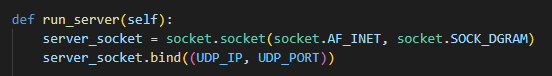 def run_server(self):
    server_socket = socket.socket(socket.AF_INET, socket.SOCK_DGRAM)
    server_socket.bind((UDP_IP, UDP_PORT))